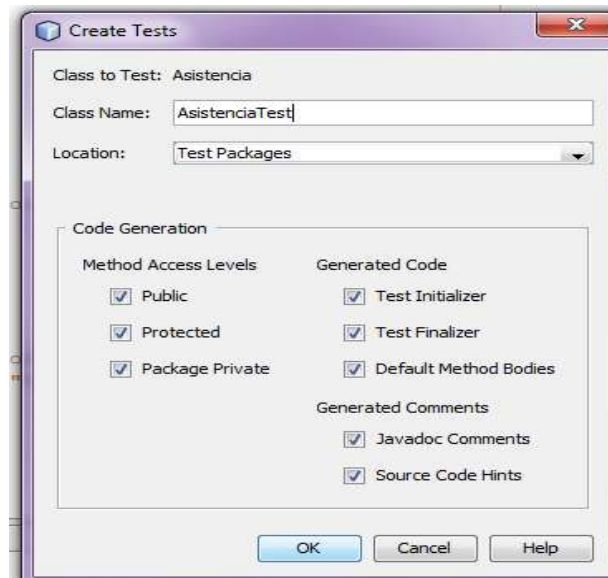 Create Tests
Class to Test: Asistencia
Class Name: AsistenciaTest
Location: Test Packages
Code Generation
Method Access Levels
Public
Protected
Package Private
Generated Code
Test Initializer
Test Finalizer
Default Method Bodies
Generated Comments
Javadoc Comments
Source Code Hints
OK Cancel Help